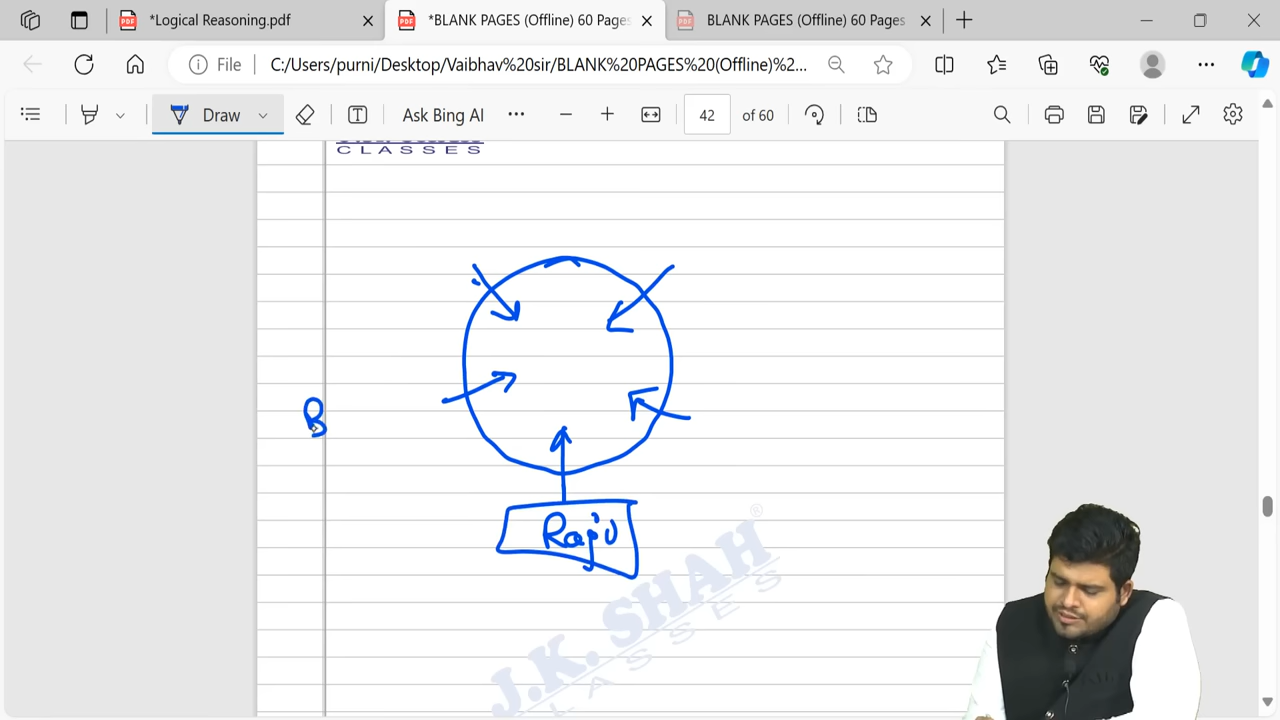 *Logical Reasoning.pdf
*BLANK PAGES (Offline) 60 Pages
BLANK PAGES (Offline) 60 Pages
File
C:/Users/purni/Desktop/Vaibhav%20sir/BLANK%20PAGES%20(Offline)%2...
Draw
Ask Bing AI
42
of 60
CLASSES
B
Raju
J.K. SHAH®
CLASSES